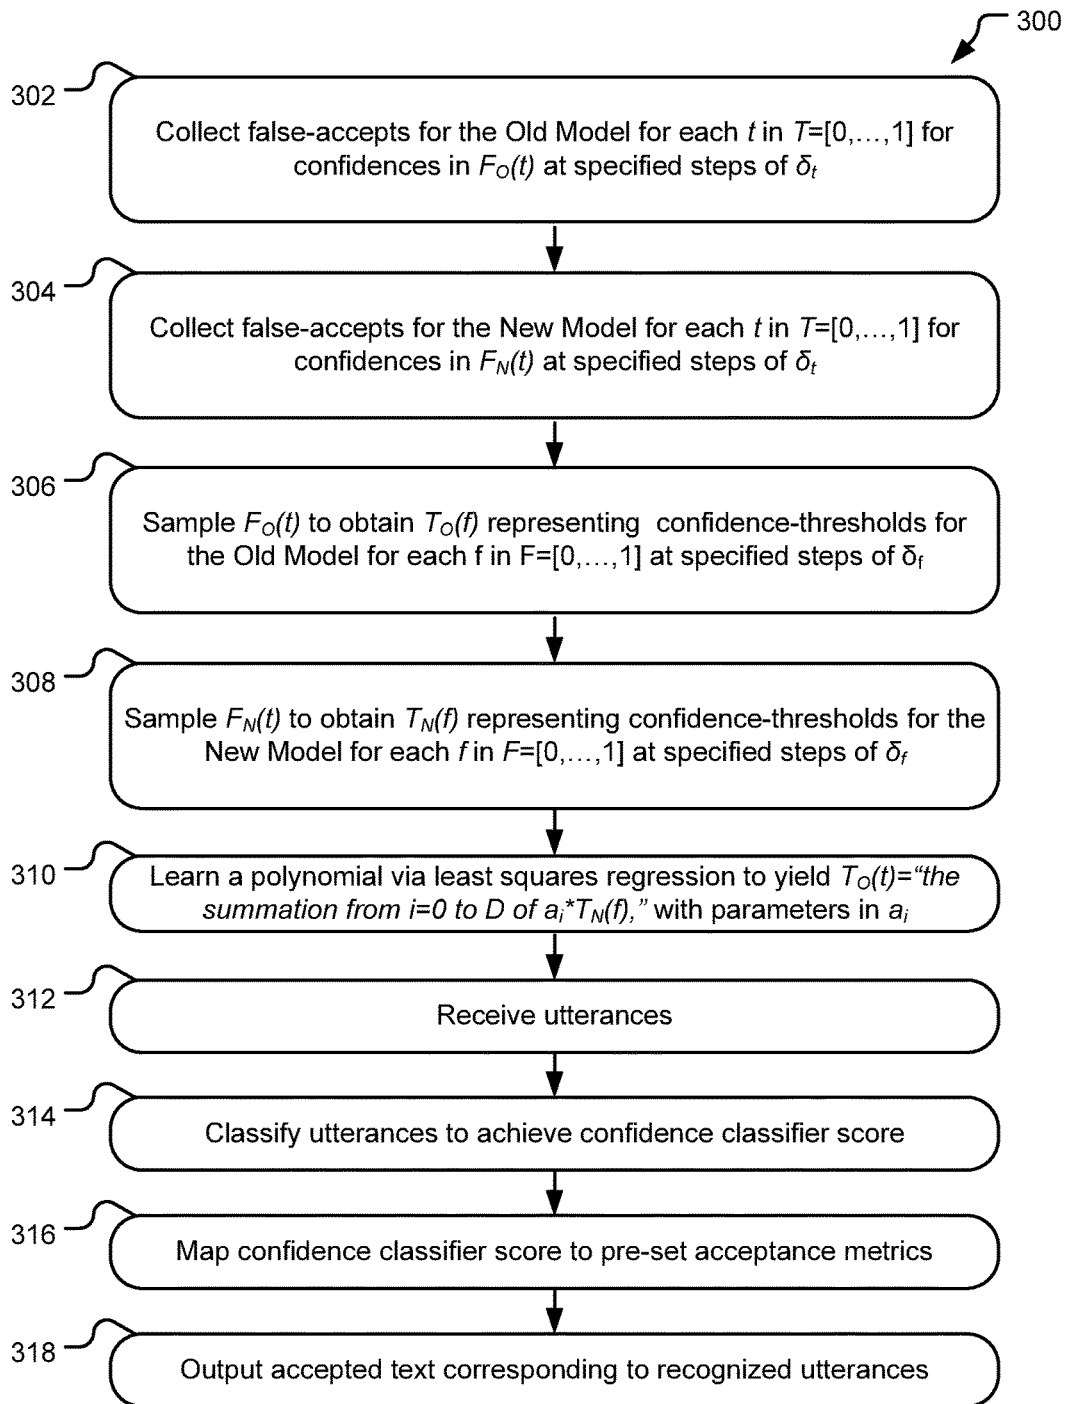 300
302
Collect false-accepts for the Old Model for each t in T=[0,…,1] for
confidences in F_O(t) at specified steps of δ_t
304
Collect false-accepts for the New Model for each t in T=[0,…,1] for
confidences in F_N(t) at specified steps of δ_t
306
Sample F_O(t) to obtain T_O(f) representing confidence-thresholds for
the Old Model for each f in F=[0,…,1] at specified steps of δ_f
308
Sample F_N(t) to obtain T_N(f) representing confidence-thresholds for the
New Model for each f in F=[0,…,1] at specified steps of δ_f
310
Learn a polynomial via least squares regression to yield T_O(t)=“the
summation from i=0 to D of a_i*T_N(f),” with parameters in a_i
312
Receive utterances
314
Classify utterances to achieve confidence classifier score
316
Map confidence classifier score to pre-set acceptance metrics
318
Output accepted text corresponding to recognized utterances